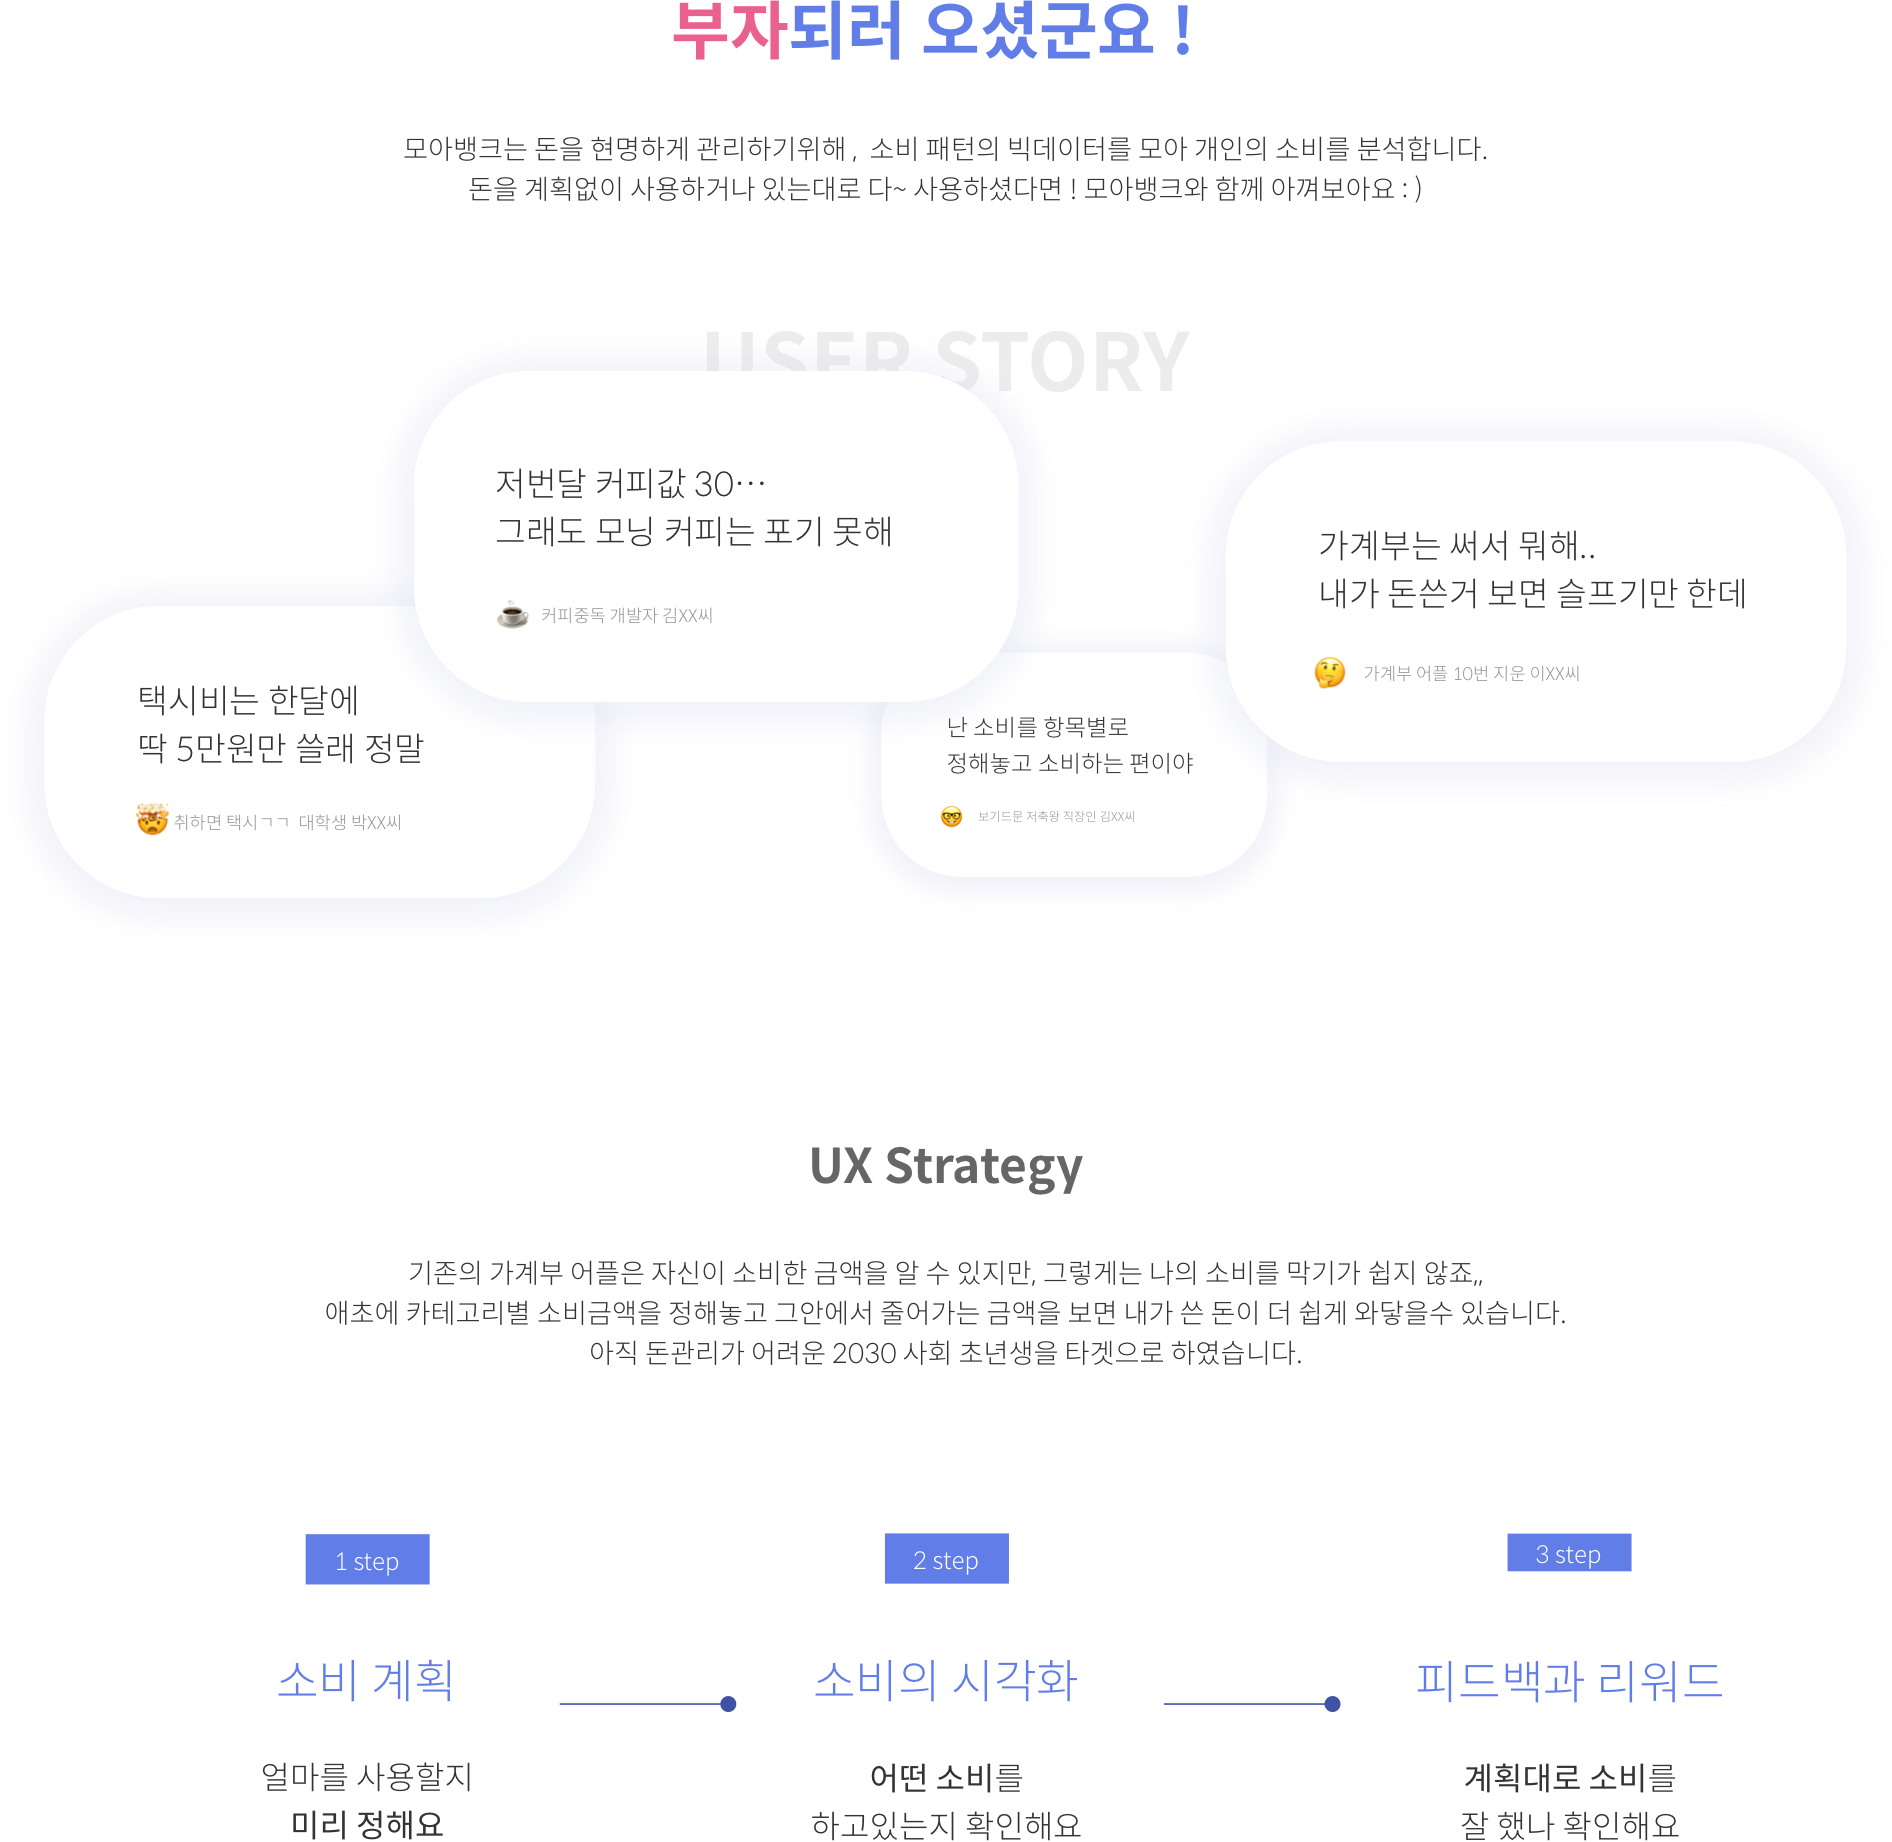 부자되러 오셨군요 !
모아뱅크는 돈을 현명하게 관리하기위해 , 소비 패턴의 빅데이터를 모아 개인의 소비를 분석합니다.
돈을 계획없이 사용하거나 있는대로 다~ 사용하셨다면 ! 모아뱅크와 함께 아껴보아요 : )
USER STORY
저번달 커피값 30…
그래도 모닝 커피는 포기 못해
커피중독 개발자 김XX씨
가계부는 써서 뭐해..
내가 돈쓴거 보면 슬프기만 한데
가계부 어플 10번 지운 이XX씨
택시비는 한달에
딱 5만원만 쓸래 정말
취하면 택시ㄱㄱ 대학생 박XX씨
난 소비를 항목별로
정해놓고 소비하는 편이야
보기드문 저축왕 직장인 김XX씨
UX Strategy
기존의 가계부 어플은 자신이 소비한 금액을 알 수 있지만, 그렇게는 나의 소비를 막기가 쉽지 않죠,,
애초에 카테고리별 소비금액을 정해놓고 그안에서 줄어가는 금액을 보면 내가 쓴 돈이 더 쉽게 와닿을수 있습니다.
아직 돈관리가 어려운 2030 사회 초년생을 타겟으로 하였습니다.
1 step
2 step
3 step
소비 계획
소비의 시각화
피드백과 리워드
얼마를 사용할지
미리 정해요
어떤 소비를
하고있는지 확인해요
계획대로 소비를
잘 했나 확인해요